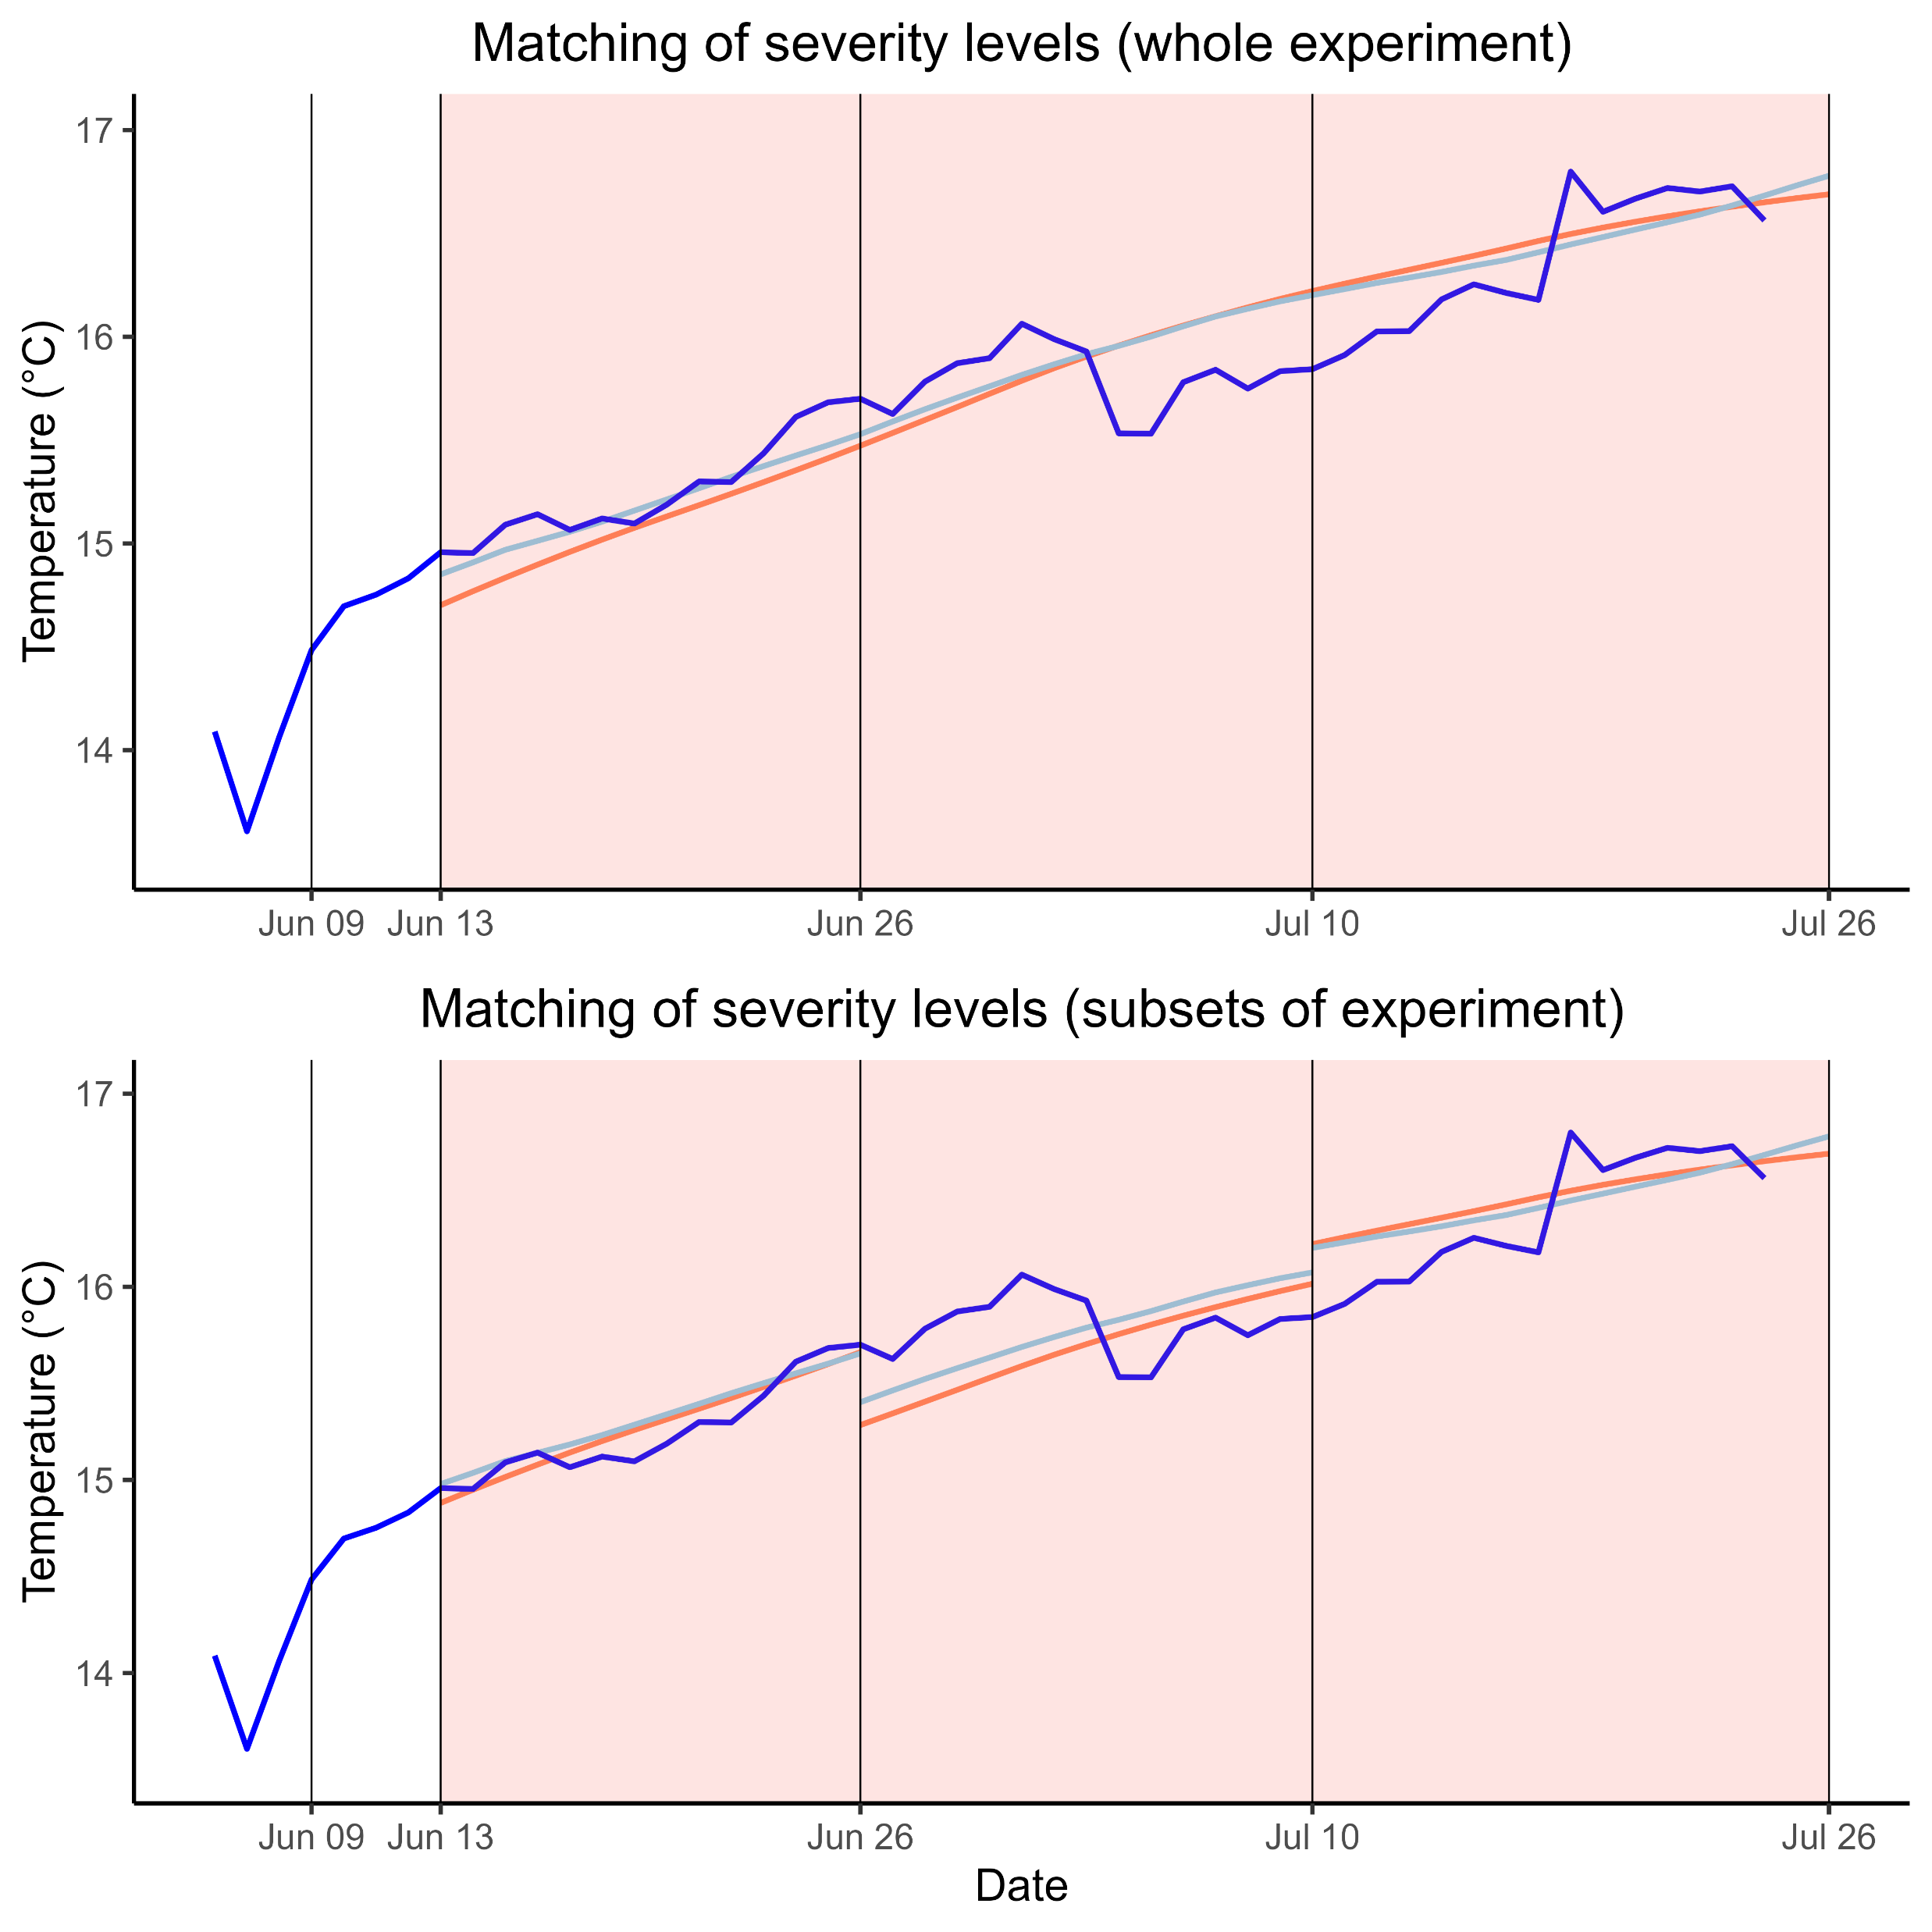 Matching of severity levels (whole experiment)
Temperature (°C)
17
16
15
14
Jun 09 Jun 13 Jun 26 Jul 10 Jul 26
Matching of severity levels (subsets of experiment)
Temperature (°C)
17
16
15
14
Jun 09 Jun 13 Jun 26 Jul 10 Jul 26
Date